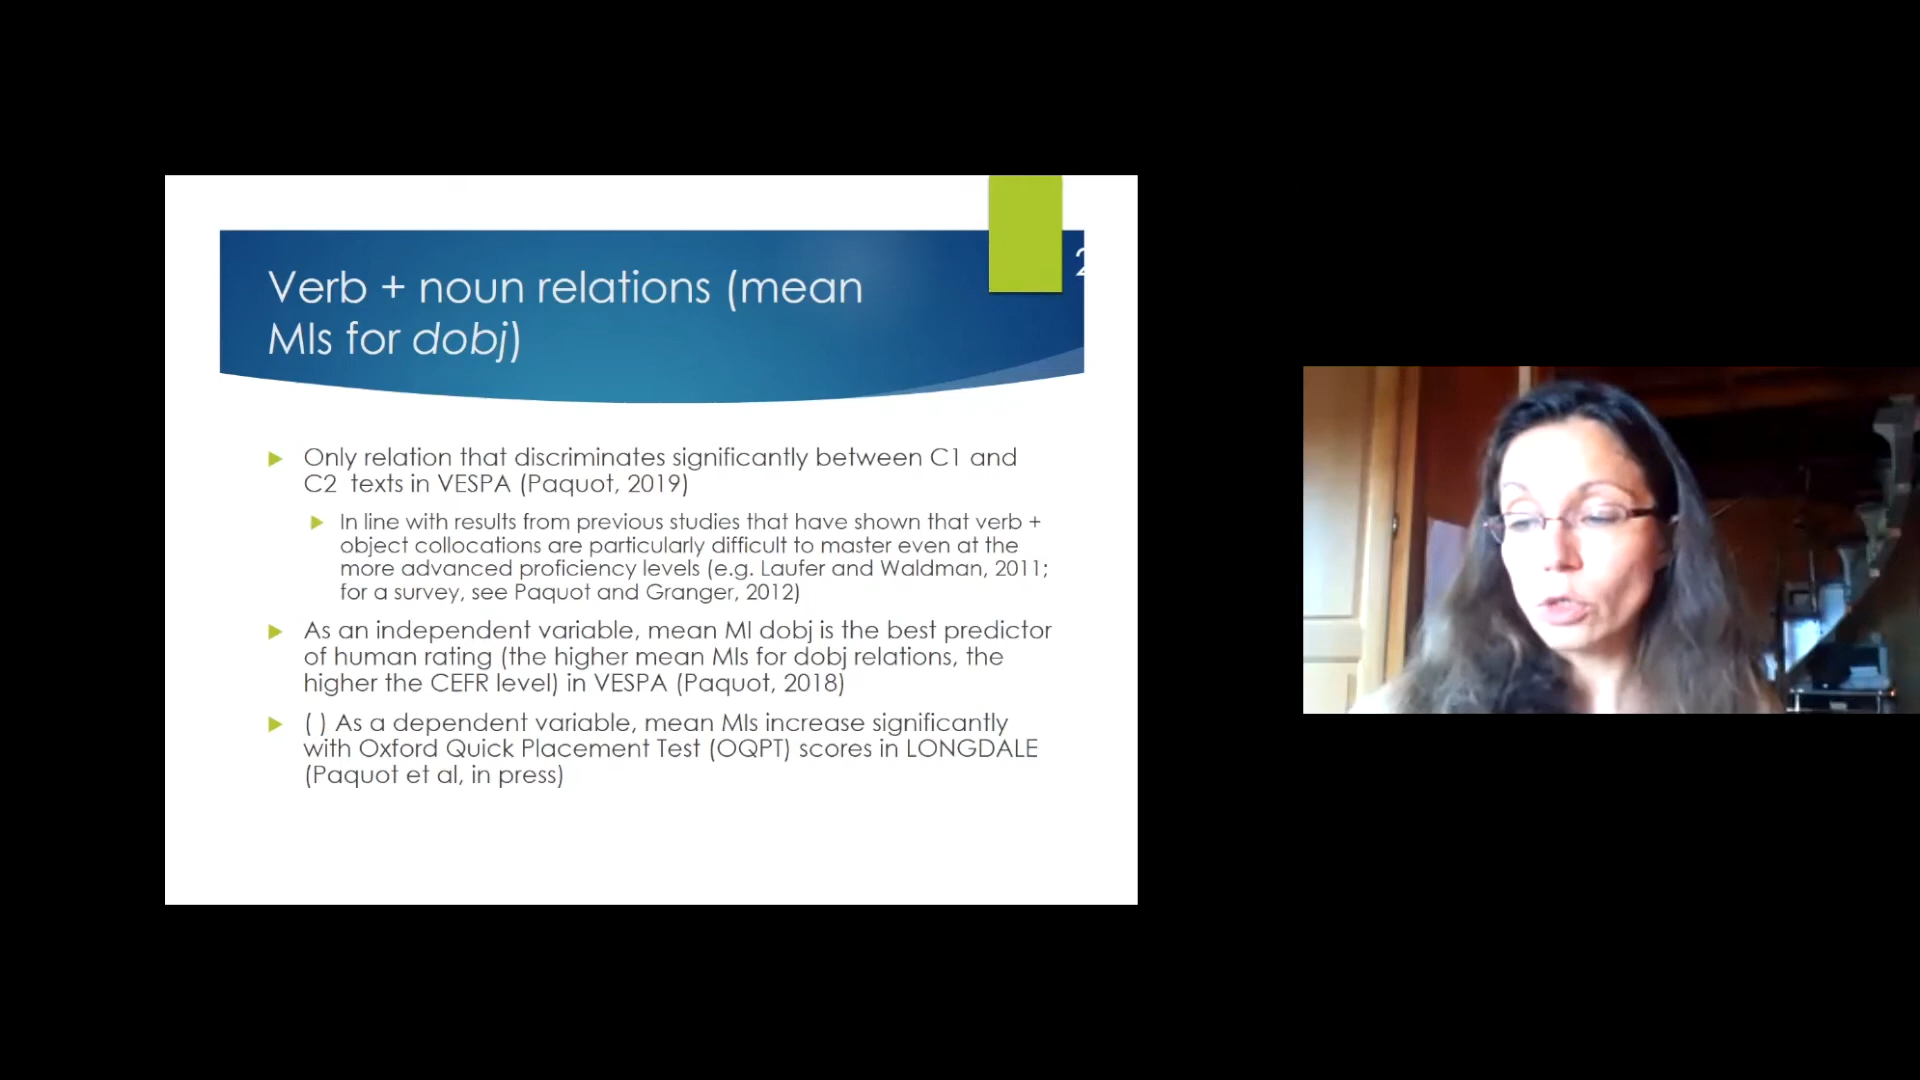 Verb + noun relations (mean
MIs for dobj)
2
Only relation that discriminates significantly between C1 and
C2 texts in VESPA (Paquot, 2019)
In line with results from previous studies that have shown that verb +
object collocations are particularly difficult to master even at the
more advanced proficiency levels (e.g. Laufer and Waldman, 2011;
for a survey, see Paquot and Granger, 2012)
As an independent variable, mean MI dobj is the best predictor
of human rating (the higher mean MIs for dobj relations, the
higher the CEFR level) in VESPA (Paquot, 2018)
( ) As a dependent variable, mean MIs increase significantly
with Oxford Quick Placement Test (OQPT) scores in LONGDALE
(Paquot et al, in press)